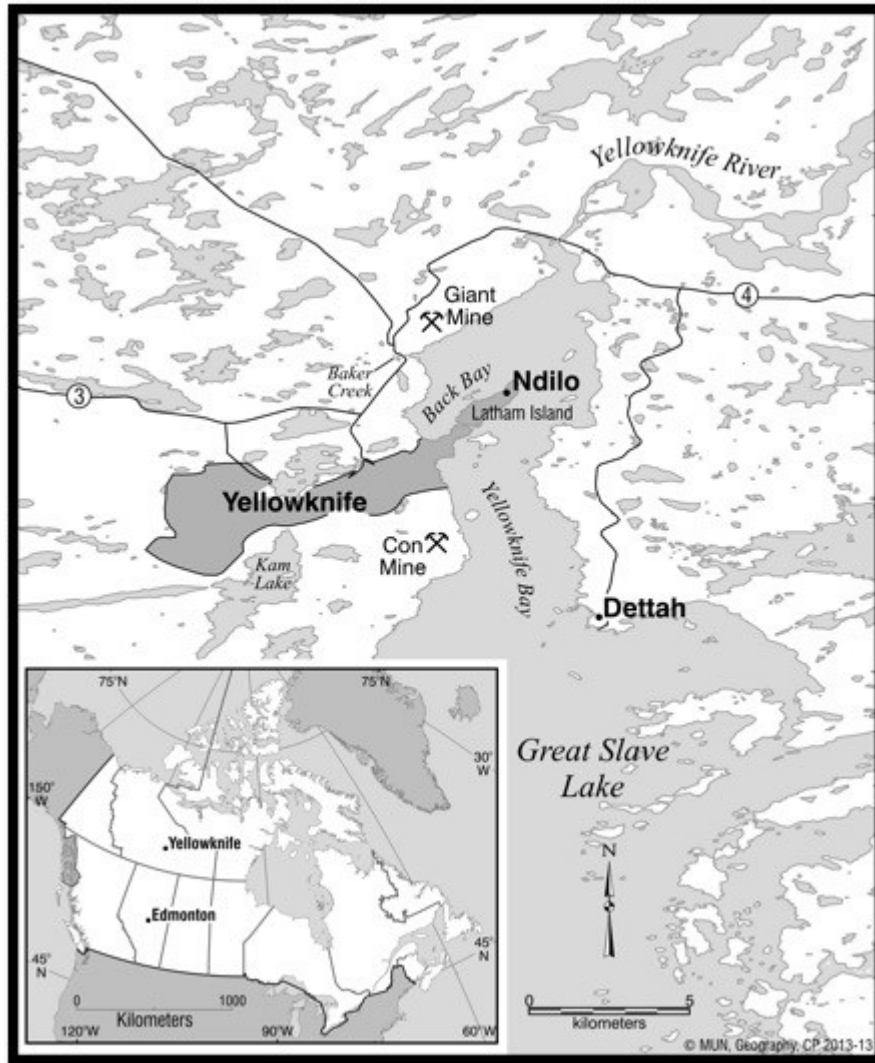 Yellowknife River
4
Giant
Mine
Baker
Creek
Back Bay
Ndilo
Latham Island
3
Yellowknife
Yellowknife Bay
Con
Mine
Kam
Lake
Dettah
Great Slave
Lake
N
0 5
kilometers
75°N
75°N
30°
W
150°
W
Yellowknife
Edmonton
45°
N
45°
N
0 1000
Kilometers
120°W
90°W
60°W
© MUN, Geography, CP 2013-13